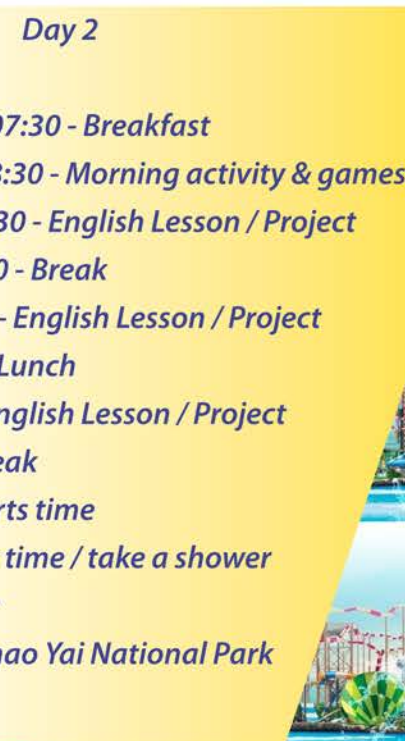 Day 2
07:30 - Breakfast
:30 - Morning activity & games
30 - English Lesson / Project
0 - Break
- English Lesson / Project
Lunch
nglish Lesson / Project
eak
rts time
time / take a shower
hao Yai National Park